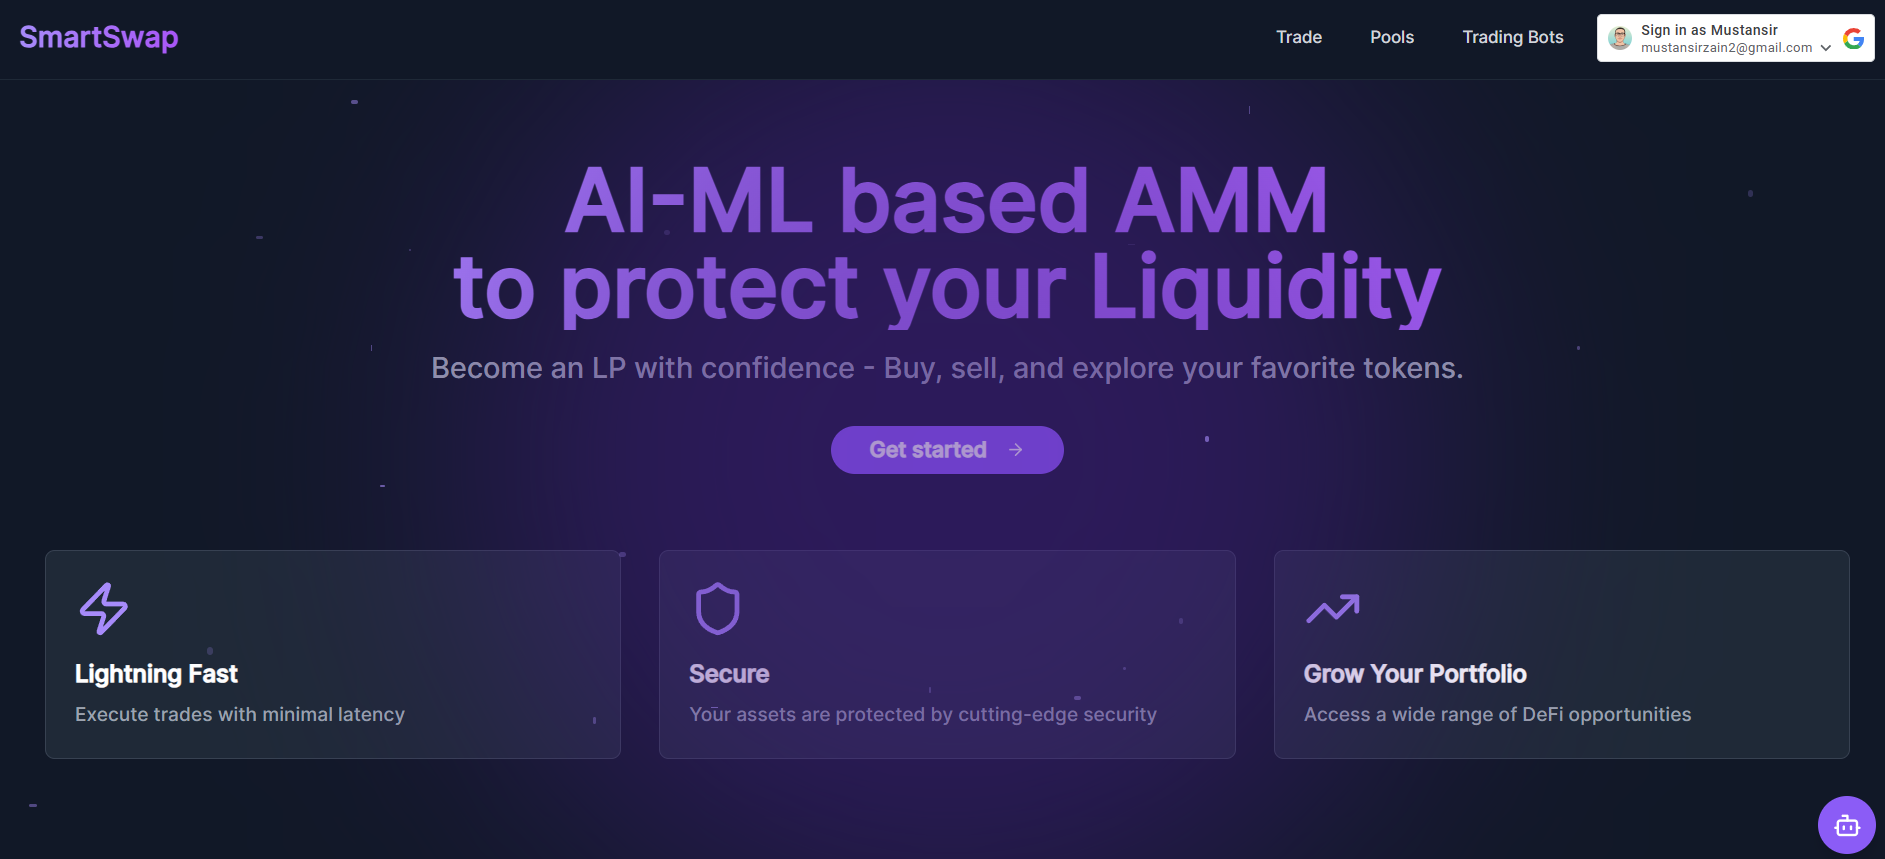 SmartSwap
Trade
Pools
Trading Bots
Sign in as Mustansir
mustansirzain2@gmail.com
AI-ML based AMM
to protect your Liquidity
Become an LP with confidence - Buy, sell, and explore your favorite tokens.
Get started
Lightning Fast
Execute trades with minimal latency
Secure
Your assets are protected by cutting-edge security
Grow Your Portfolio
Access a wide range of DeFi opportunities